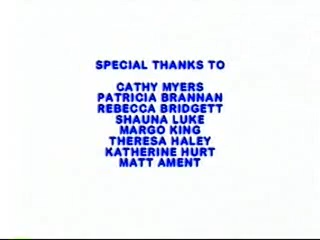 SPECIAL THANKS TO
CATHY MYERS
PATRICIA BRANNAN
REBECCA BRIDGETT
SHAUNA LUKE
MARGO KING
THERESA HALEY
KATHERINE HURT
MATT AMENT